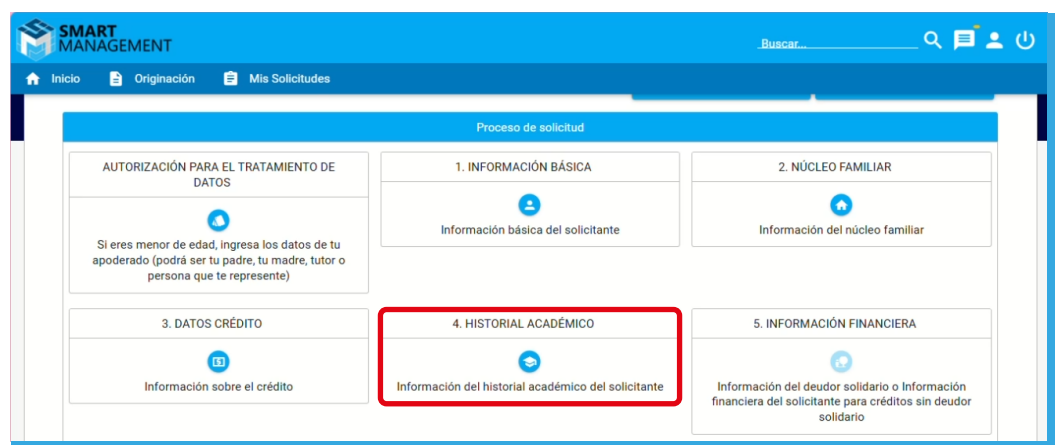 SMART
MANAGEMENT
Buscar...
Inicio
Originación
Mis Solicitudes
Proceso de solicitud
AUTORIZACIÓN PARA EL TRATAMIENTO DE
DATOS
Si eres menor de edad, ingresa los datos de tu
apoderado (podrá ser tu padre, tu madre, tutor o
persona que te represente)
1. INFORMACIÓN BÁSICA
Información básica del solicitante
2. NÚCLEO FAMILIAR
Información del núcleo familiar
3. DATOS CRÉDITO
Información sobre el crédito
4. HISTORIAL ACADÉMICO
Información del historial académico del solicitante
5. INFORMACIÓN FINANCIERA
Información del deudor solidario o Información
financiera del solicitante para créditos sin deudor
solidario